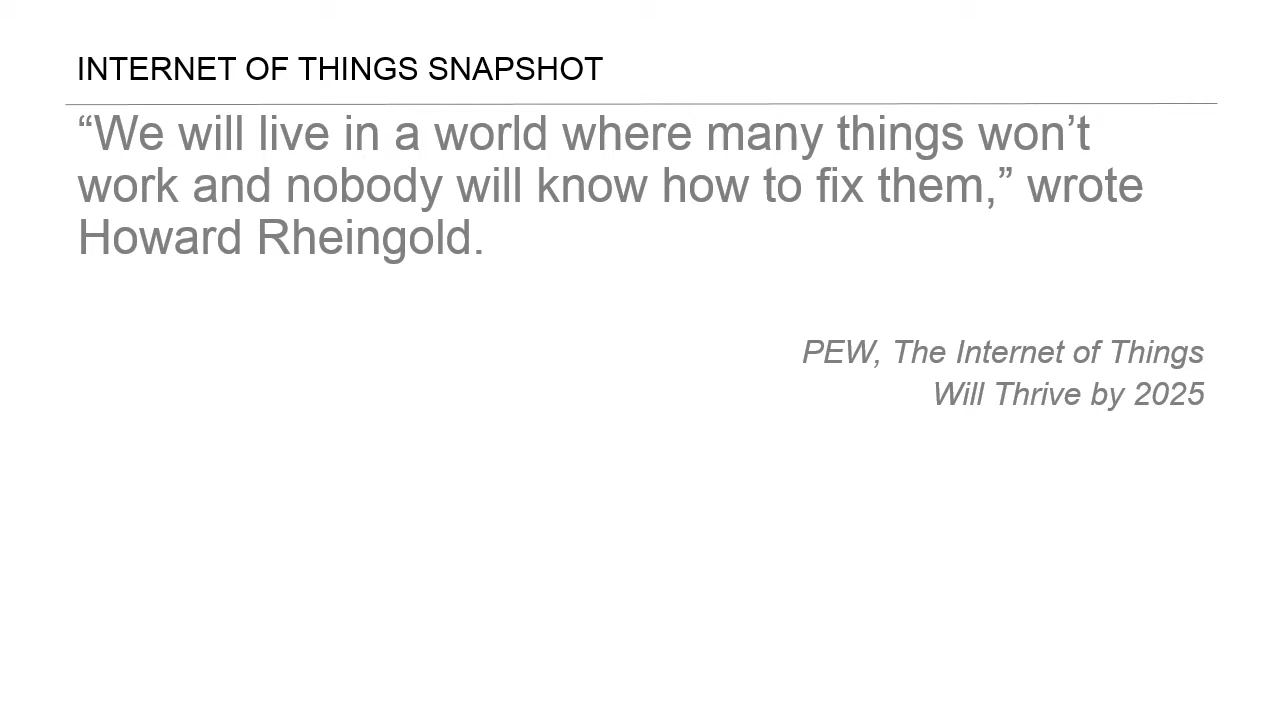 INTERNET OF THINGS SNAPSHOT
“We will live in a world where many things won’t
work and nobody will know how to fix them,” wrote
Howard Rheingold.
PEW, The Internet of Things
Will Thrive by 2025